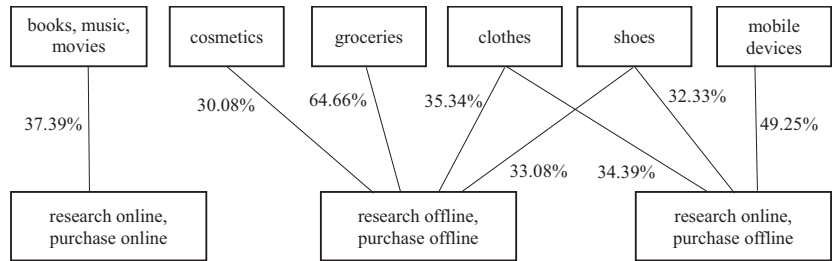 books, music,
movies
cosmetics
groceries
clothes
shoes
mobile
devices
37.39%
30.08%
64.66%
35.34%
33.08%
34.39%
32.33%
49.25%
research online,
purchase online
research offline,
purchase offline
research online,
purchase offline